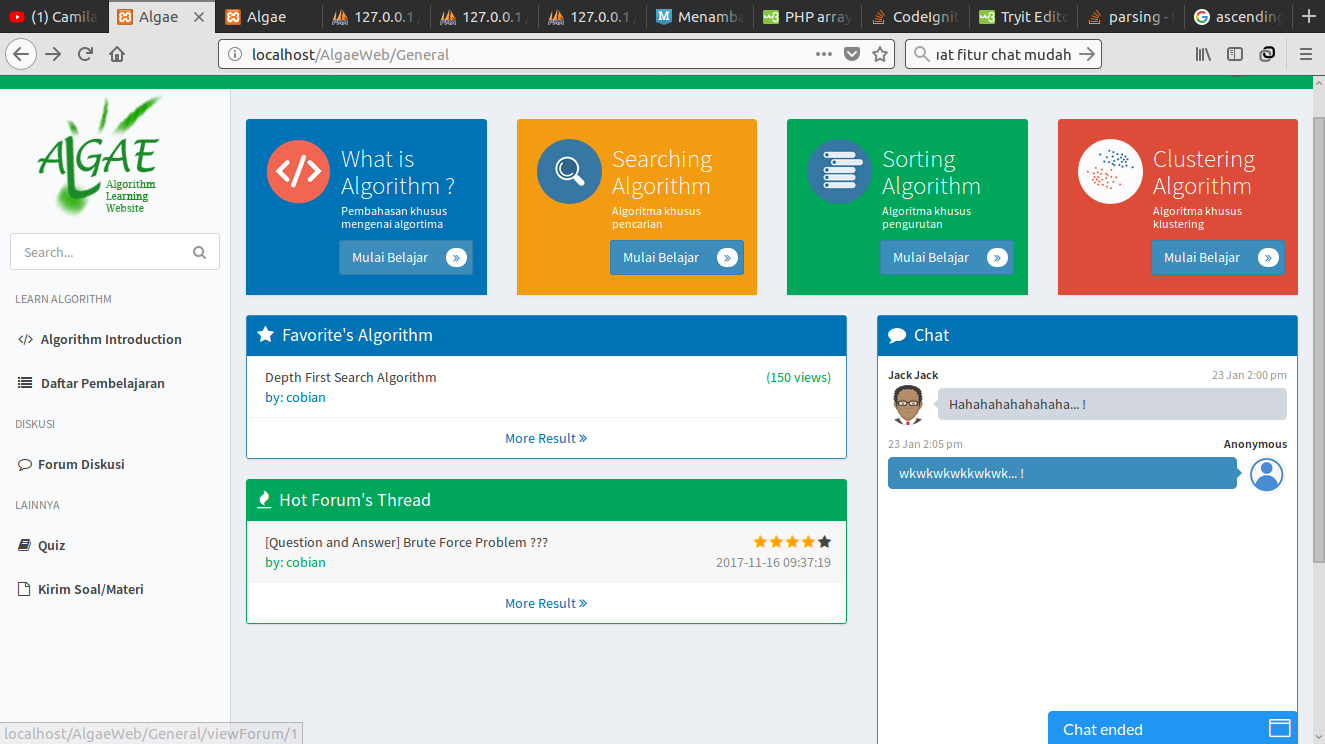 (1) Camila
Algae
Algae
127.0.0.1 /
127.0.0.1 /
127.0.0.1 /
Menamba
PHP array
CodeIgnit
Tryit Edito
parsing -
ascending
localhost/AlgaeWeb/General
uat fitur chat mudah
ALGAE
Algorithm
Learning
Website
Search...
LEARN ALGORITHM
Algorithm Introduction
Daftar Pembelajaran
DISKUSI
Forum Diskusi
LAINNYA
Quiz
Kirim Soal/Materi
What is
Algorithm ?
Pembahasan khusus
mengenai algortima
Mulai Belajar
Searching
Algorithm
Algoritma khusus
pencarian
Mulai Belajar
Sorting
Algorithm
Algoritma khusus
pengurutan
Mulai Belajar
Clustering
Algorithm
Algoritma khusus
klustering
Mulai Belajar
Favorite's Algorithm
Depth First Search Algorithm
(150 views)
by: cobian
More Result »
Hot Forum's Thread
[Question and Answer] Brute Force Problem ???
by: cobian
2017-11-16 09:37:19
More Result »
Chat
Jack Jack
23 Jan 2:00 pm
Hahahahahahahaha... !
23 Jan 2:05 pm
Anonymous
wkwkwkwkkwkwk... !
Chat ended
localhost/AlgaeWeb/General/viewForum/1